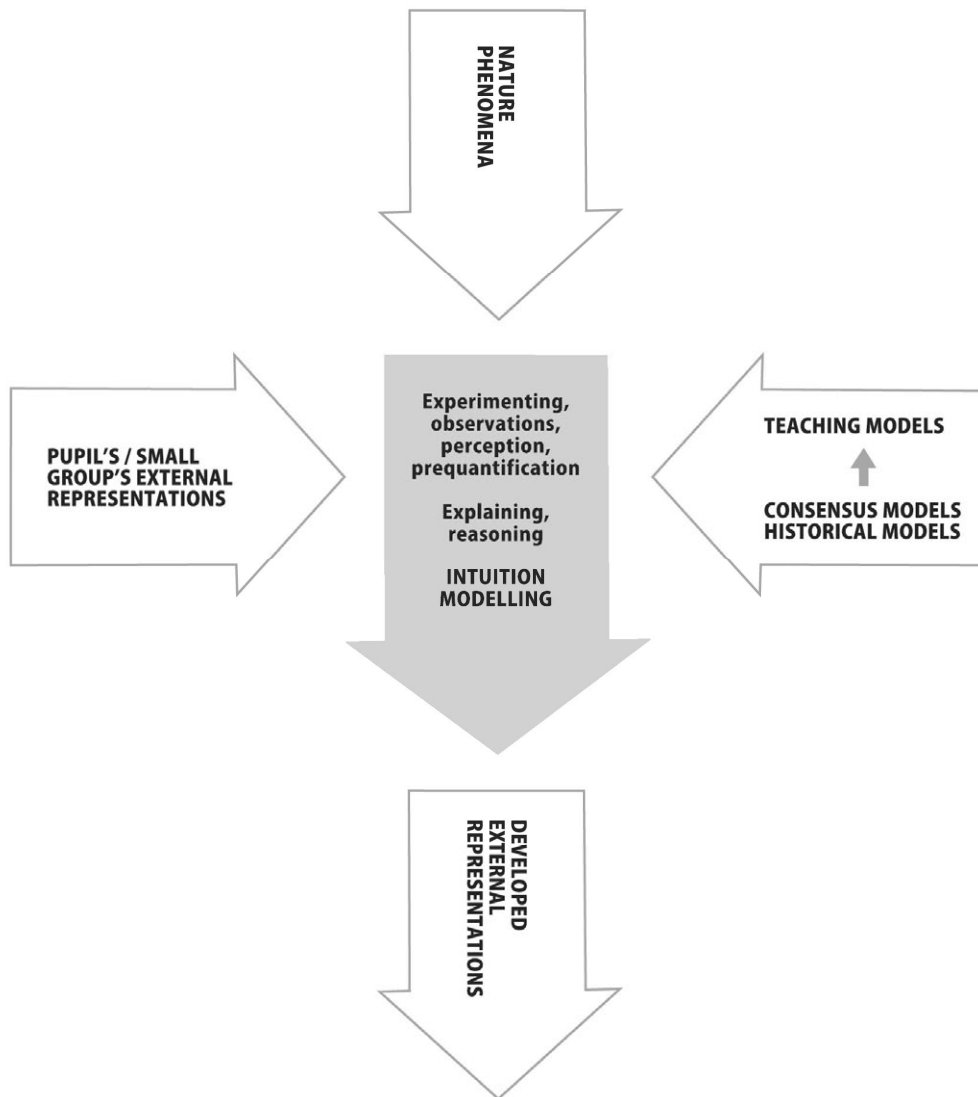 NATURE
PHENOMENA
PUPIL'S / SMALL
GROUP'S EXTERNAL
REPRESENTATIONS
Experimenting,
observations,
perception,
prequantification
Explaining,
reasoning
INTUITION
MODELLING
TEACHING MODELS
CONSENSUS MODELS
HISTORICAL MODELS
DEVELOPED
EXTERNAL
REPRESENTATIONS